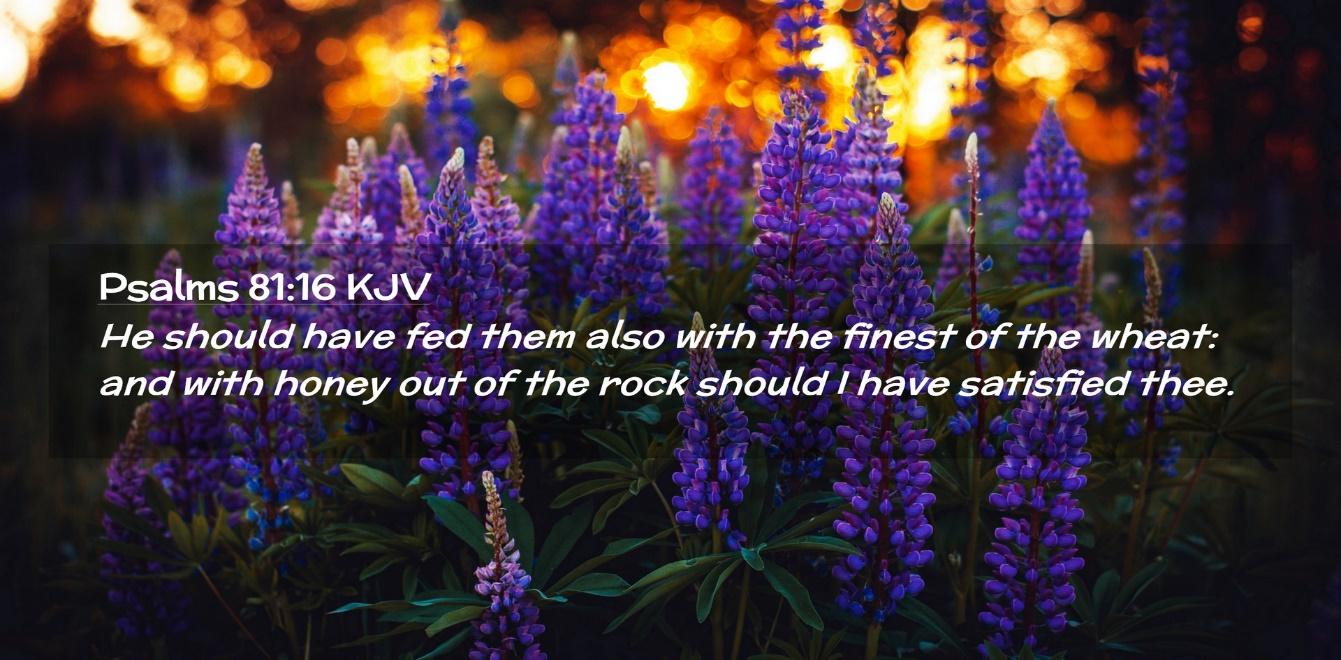 Psalms 81:16 KJV
He should have fed them also with the finest of the wheat:
and with honey out of the rock should I have satisfied thee.